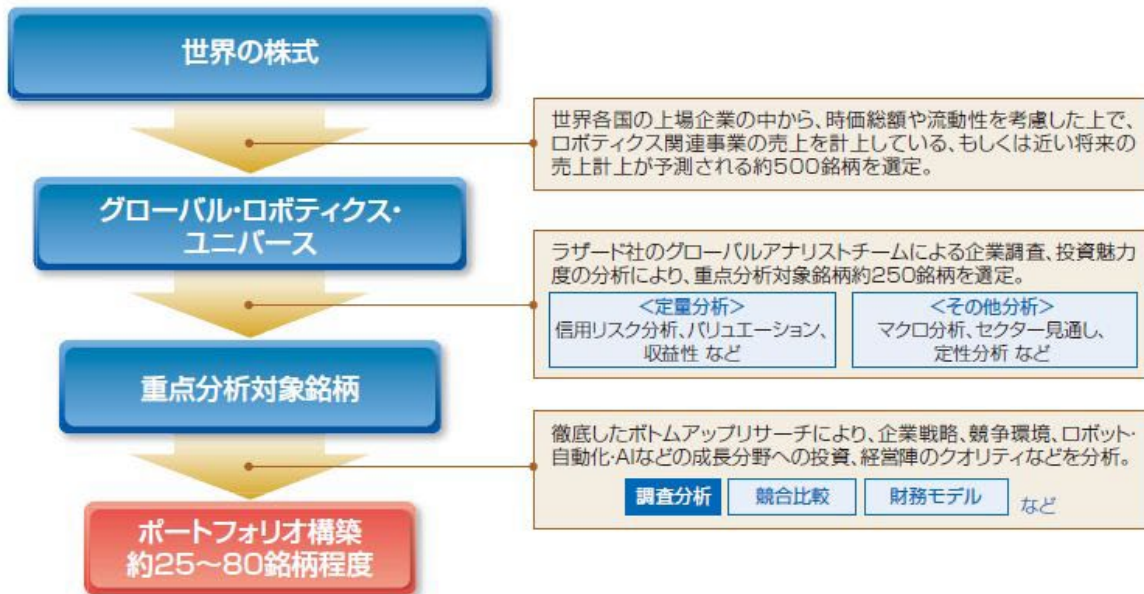 世界の株式
世界各国の上場企業の中から、時価総額や流動性を考慮した上で、
ロボティクス関連事業の売上を計上している、もしくは近い将来の
売上計上が予測される約500銘柄を選定。
グローバル・ロボティクス・
ユニバース
ラザード社のグローバルアナリストチームによる企業調査、投資魅力
度の分析により、重点分析対象銘柄約250銘柄を選定。
<定量分析>
信用リスク分析、バリュエーション、
収益性 など
<その他分析>
マクロ分析、セクター見通し、
定性分析 など
重点分析対象銘柄
徹底したボトムアップリサーチにより、企業戦略、競争環境、ロボット・
自動化・AIなどの成長分野への投資、経営陣のクオリティなどを分析。
調査分析
競合比較
財務モデル
など
ポートフォリオ構築
約25〜80銘柄程度